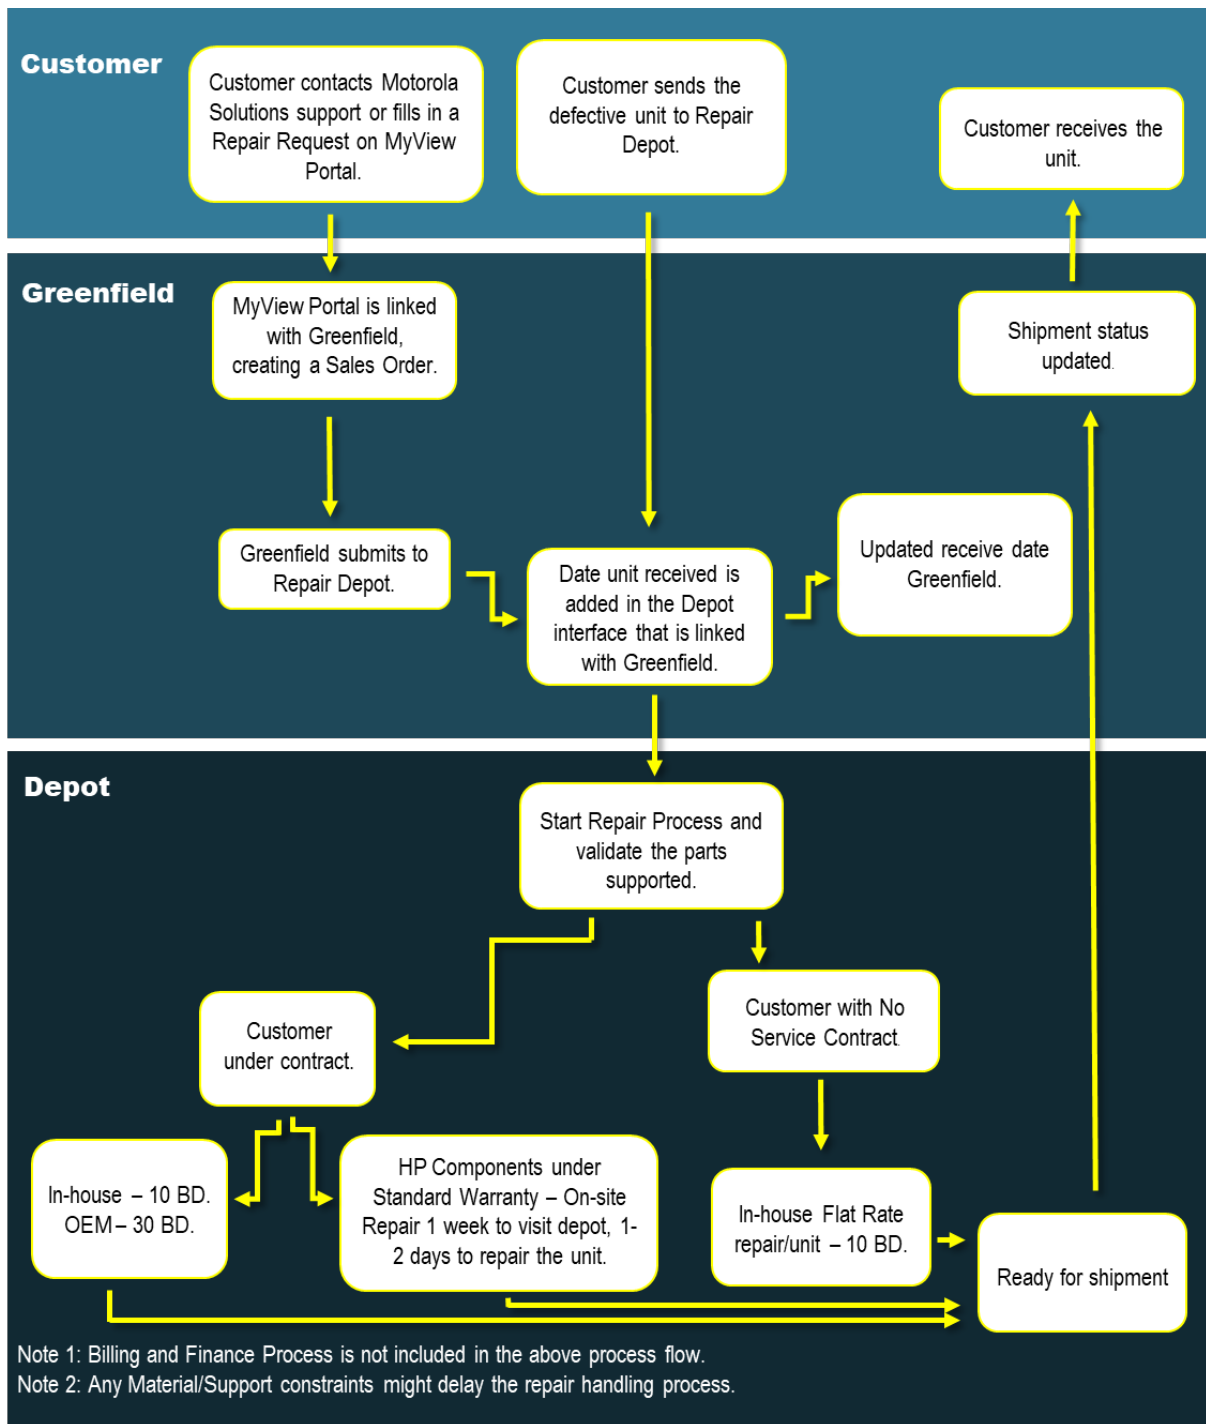 Customer
Customer contacts Motorola
Solutions support or fills in a
Repair Request on MyView
Portal.
Customer sends the
defective unit to Repair
Depot.
Customer receives the
unit.
Greenfield
MyView Portal is linked
with Greenfield,
creating a Sales Order.
Shipment status
updated.
Greenfield submits to
Repair Depot.
Date unit received is
added in the Depot
interface that is linked
with Greenfield.
Updated receive date
Greenfield.
Depot
Start Repair Process and
validate the parts
supported.
Customer
under contract.
Customer with No
Service Contract.
In-house – 10 BD.
OEM – 30 BD.
HP Components under
Standard Warranty – On-site
Repair 1 week to visit depot, 1-
2 days to repair the unit.
In-house Flat Rate
repair/unit – 10 BD.
Ready for shipment
Note 1: Billing and Finance Process is not included in the above process flow.
Note 2: Any Material/Support constraints might delay the repair handling process.